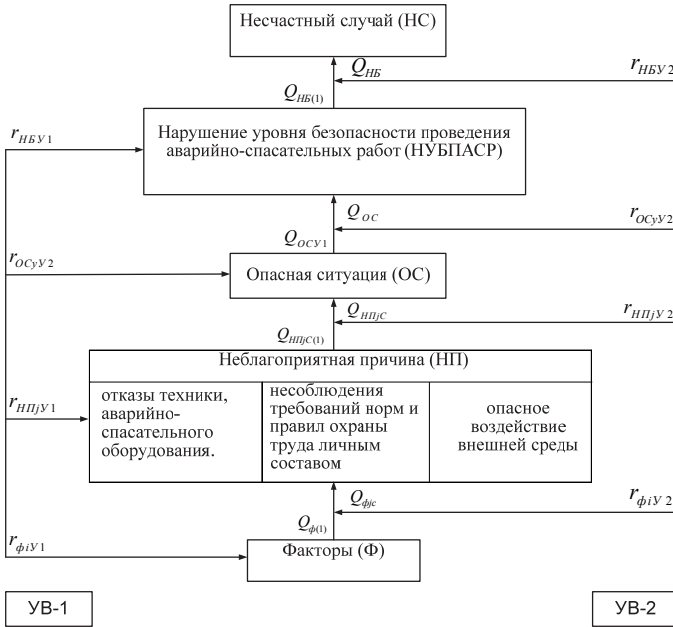 Несчастный случай (НС)
Q_НБ
r_НБУ2
Q_НБ(1)
r_НБУ1
Нарушение уровня безопасности проведения
аварийно-спасательных работ (НУБПАСР)
Q_ОС
r_ОСуУ2
Q_ОСУ1
r_ОСуУ2
Опасная ситуация (ОС)
Q_НПjС
r_НПjУ2
Q_НПjС(1)
Неблагоприятная причина (НП)
r_НПjУ1
отказы техники,
аварийно-
спасательного
оборудования.
несоблюдения
требований норм и
правил охраны
труда личным
составом
опасное
воздействие
внешней среды
Q_фjс
r_фiУ2
Q_ф(1)
r_фiУ1
Факторы (Ф)
УВ-1
УВ-2